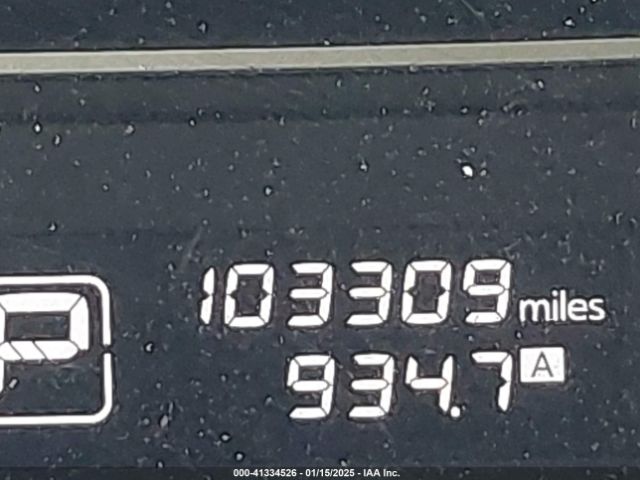 103309 miles
P
934.7 A
000-41334526 - 01/15/2025 - IAA Inc.